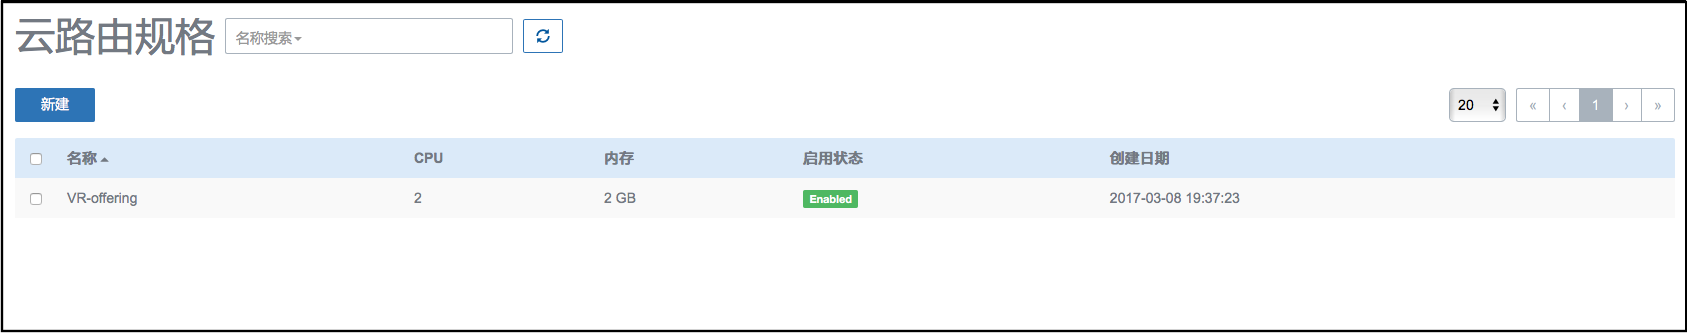 云路由规格 名称搜索
新建 20 « ‹ 1 › »
名称 CPU 内存 启用状态 创建日期
VR-offering 2 2 GB Enabled 2017-03-08 19:37:23